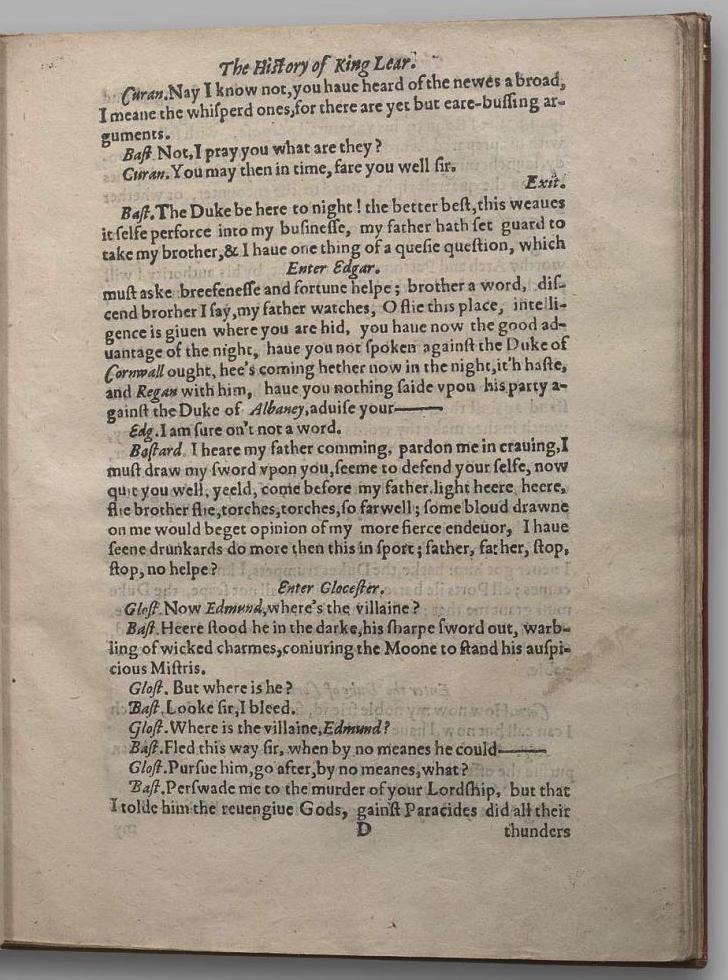 The Hiſtory of King Lear.
Curan. Nay I know not, you haue heard of the newes abroad,
I meane the whiſperd ones, for there are yet but eare-buſſing ar-
guments.
Baſt. Not, I pray you what are they?
Curan. You may then in time, fare you well ſir.
Exit.
Baſt. The Duke be here to night! the better beſt, this weaues
it ſelfe perforce into my buſineſſe, my father hath ſet guard to
take my brother, & I haue one thing of a queſie queſtion, which
Enter Edgar.
muſt aske breefeneſſe and fortune helpe; brother a word, diſ-
cend brorher I ſay, my father watches, O flie this place, intelli-
gence is giuen where you are hid, you haue now the good ad-
uantage of the night, haue you not ſpoken againſt the Duke of
Cornwall ought, hee's coming hether now in the night, it'h haſte,
and Regan with him, haue you nothing ſaide vpon his party a-
gainſt the Duke of Albaney, aduiſe your——
Edg. I am ſure on't not a word.
Baſtard. I heare my father comming, pardon me in crauing, I
muſt draw my ſword vpon you, ſeeme to defend your ſelfe, now
quit you well, yeeld, come before my father. light heere, heere,
flie brother flie, torches, torches, ſo farwell; ſome bloud drawne
on me would beget opinion of my more fierce endeuor, I haue
ſeene drunkards do more then this in ſport; father, father, ſtop,
ſtop, no helpe?
Enter Gloceſter.
Gloſt. Now Edmund, where's the villaine?
Baſt. Heere ſtood he in the darke, his ſharpe ſword out, warb-
ling of wicked charmes, coniuring the Moone to ſtand his auſpi-
cious Miſtris.
Gloſt. But where is he?
Baſt. Looke ſir, I bleed.
Gloſt. Where is the villaine, Edmund?
Baſt. Fled this way ſir, when by no meanes he could——
Gloſt. Purſue him, go after, by no meanes, what?
Baſt. Perſwade me to the murder of your Lordſhip, but that
I tolde him the reuengiue Gods, gainſt Paracides did all their
D thunders